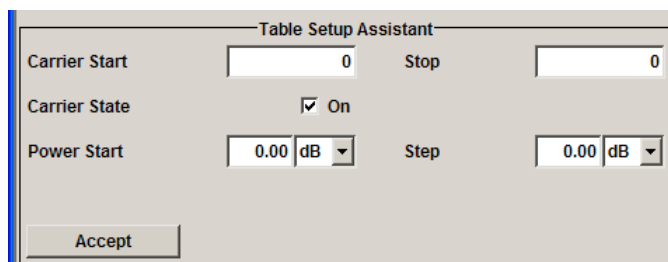 Table Setup Assistant
Carrier Start 0 Stop 0
Carrier State On
Power Start 0.00 dB Step 0.00 dB
Accept